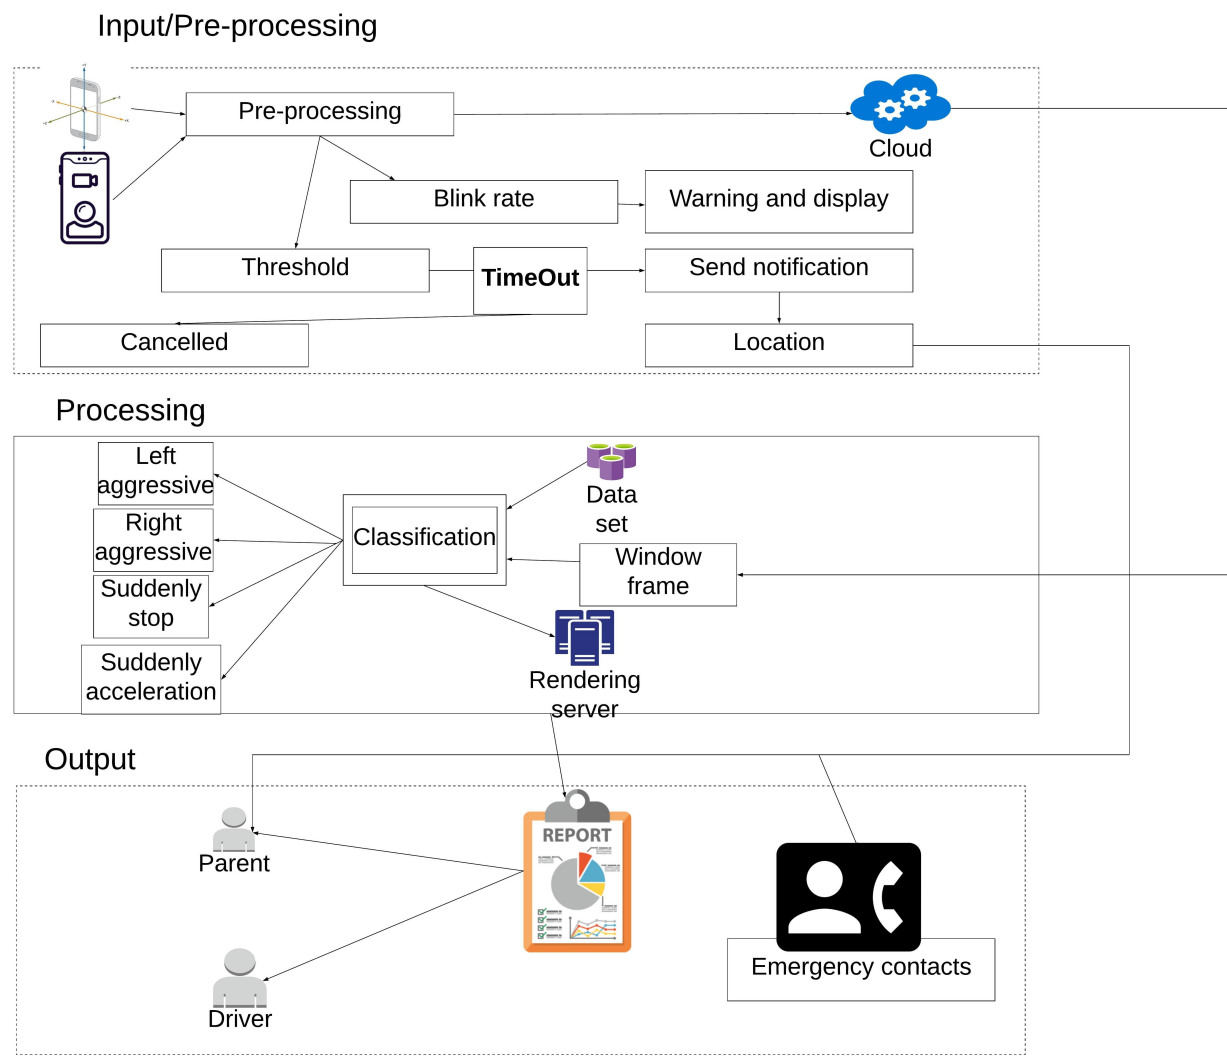 Input/Pre-processing
Pre-processing
Cloud
Blink rate
Warning and display
Threshold
TimeOut
Send notification
Cancelled
Location
Processing
Left
aggressive
Right
aggressive
Suddenly
stop
Suddenly
acceleration
Classification
Data
set
Window
frame
Rendering
server
Output
Parent
REPORT
Driver
Emergency contacts